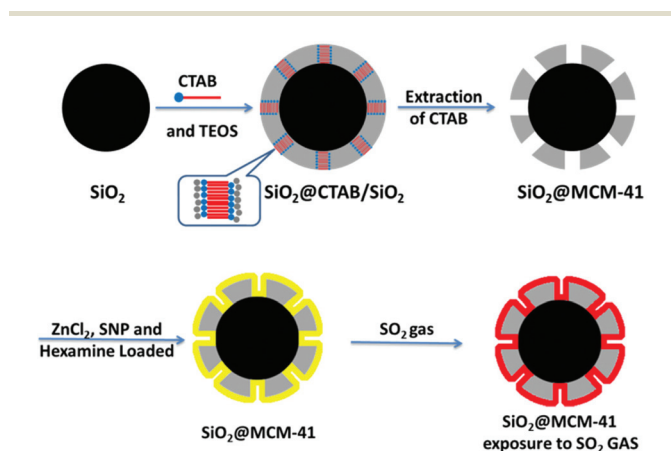 CTAB
and TEOS
Extraction
of CTAB
SiO₂
SiO₂@CTAB/SiO₂
SiO₂@MCM-41
ZnCl₂, SNP and
Hexamine Loaded
SO₂ gas
SiO₂@MCM-41
SiO₂@MCM-41
exposure to SO₂ GAS